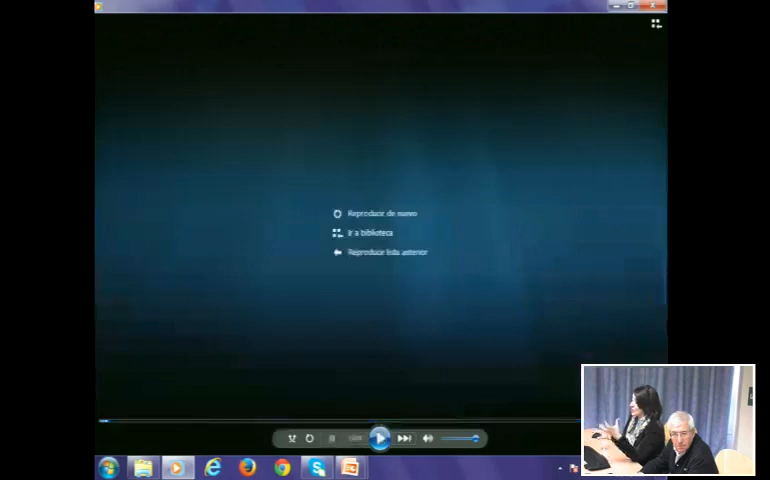 Reproducir de nuevo
Ir a biblioteca
Reproducir lista anterior